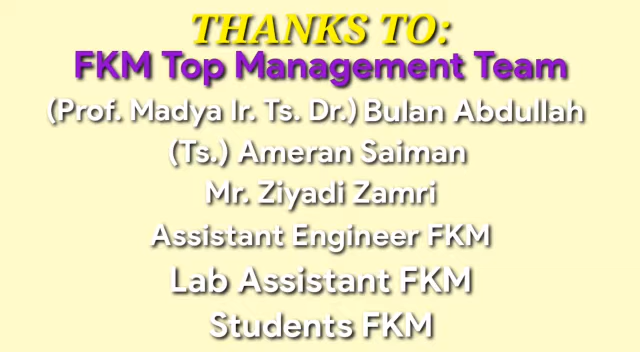 THANKS TO:
FKM Top Management Team
(Prof. Madya Ir. Ts. Dr.) Bulan Abdullah
(Ts.) Ameran Saiman
Mr. Ziyadi Zamri
Assistant Engineer FKM
Lab Assistant FKM
Students FKM